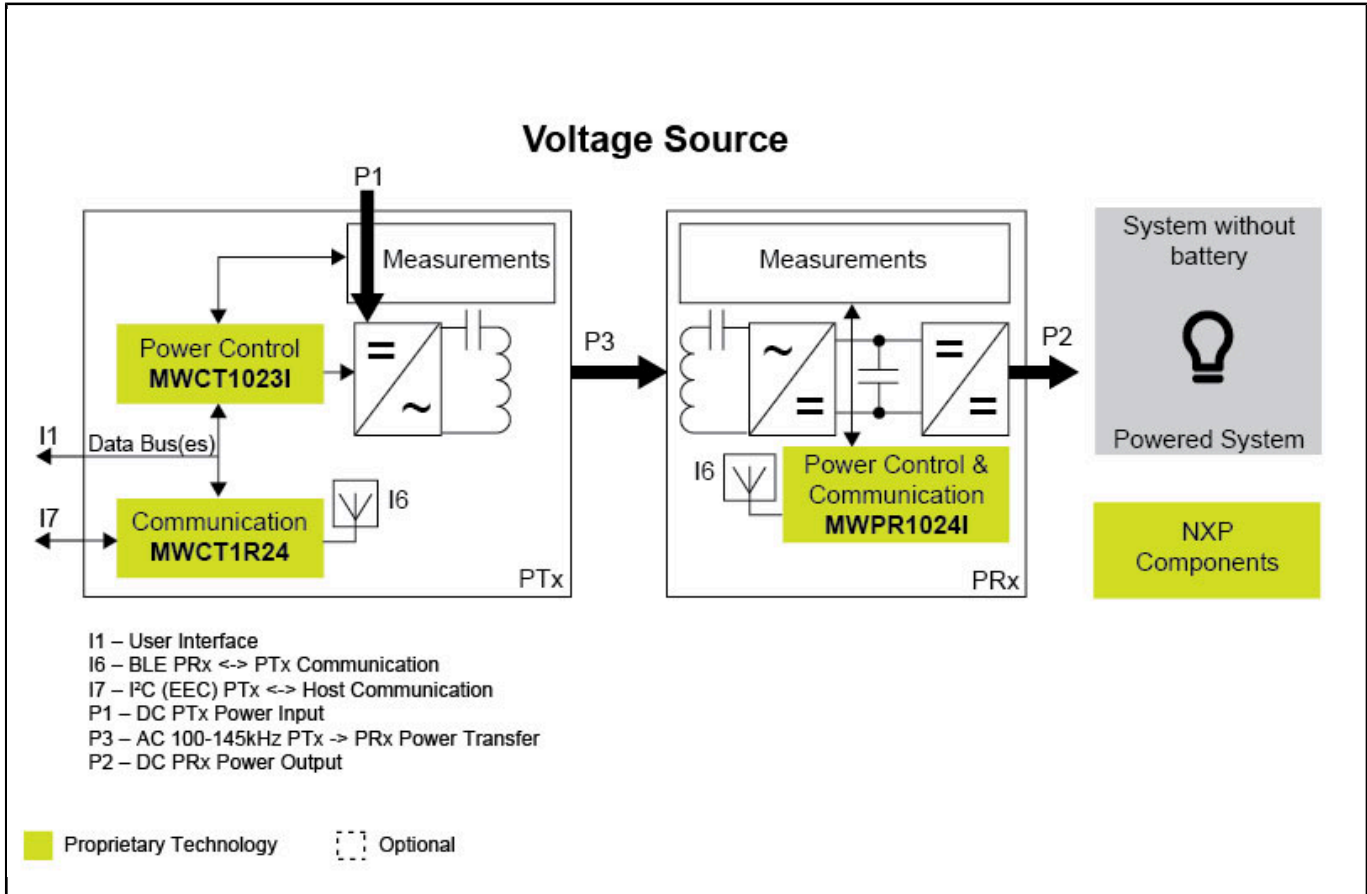 Voltage Source
P1
Measurements
Power Control
MWCT1023I
=
~
I1
Data Bus(es)
I7
Communication
MWCT1R24
I6
PTx
P3
Measurements
~
=
=
=
I6
Power Control &
Communication
MWPR1024I
PRx
P2
System without
battery
Powered System
NXP
Components
I1 – User Interface
I6 – BLE PRx <-> PTx Communication
I7 – I²C (EEC) PTx <-> Host Communication
P1 – DC PTx Power Input
P3 – AC 100-145kHz PTx -> PRx Power Transfer
P2 – DC PRx Power Output
Proprietary Technology
Optional